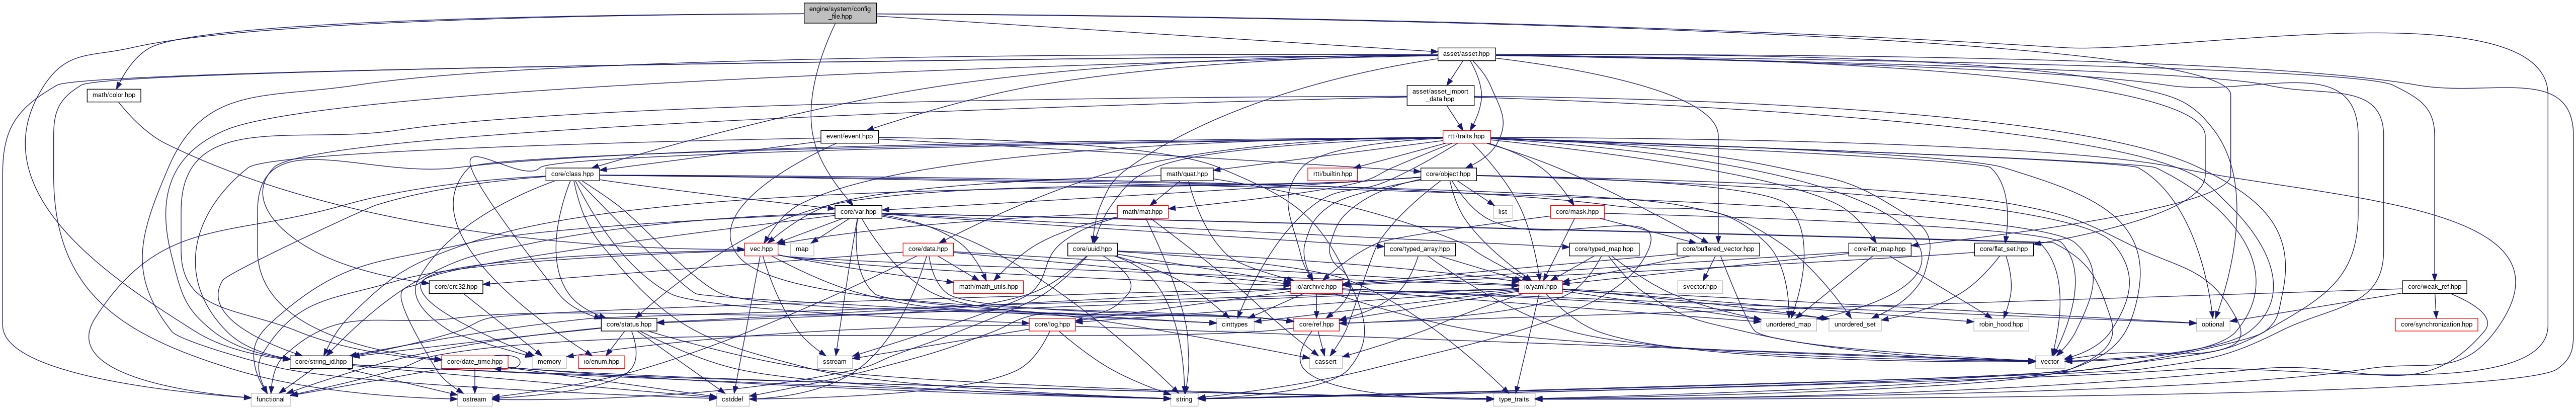 engine/system/config
_file.hpp
asset/asset.hpp
math/color.hpp
asset/asset_import
_data.hpp
event/event.hpp
rtti/traits.hpp
core/class.hpp
math/quat.hpp
rtti/builtin.hpp
core/object.hpp
core/var.hpp
math/mat.hpp
list
core/mask.hpp
vec.hpp
map
core/data.hpp
core/uuid.hpp
core/typed_array.hpp
core/typed_map.hpp
core/buffered_vector.hpp
core/flat_map.hpp
core/flat_set.hpp
core/crc32.hpp
math/math_utils.hpp
io/archive.hpp
io/yaml.hpp
svector.hpp
core/weak_ref.hpp
core/status.hpp
core/log.hpp
cinttypes
core/ref.hpp
unordered_map
unordered_set
robin_hood.hpp
optional
core/synchronization.hpp
core/string_id.hpp
core/date_time.hpp
memory
io/enum.hpp
sstream
cassert
vector
functional
ostream
cstddef
string
type_traits